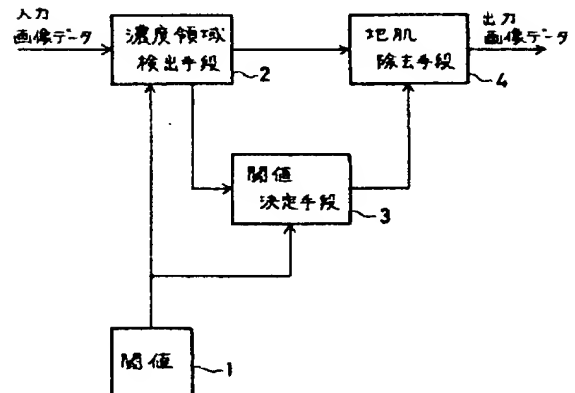 入力
画像データ
濃度領域
検出手段
2
地肌
除去手段
4
出力
画像データ
閾値
決定手段
3
閾値
1